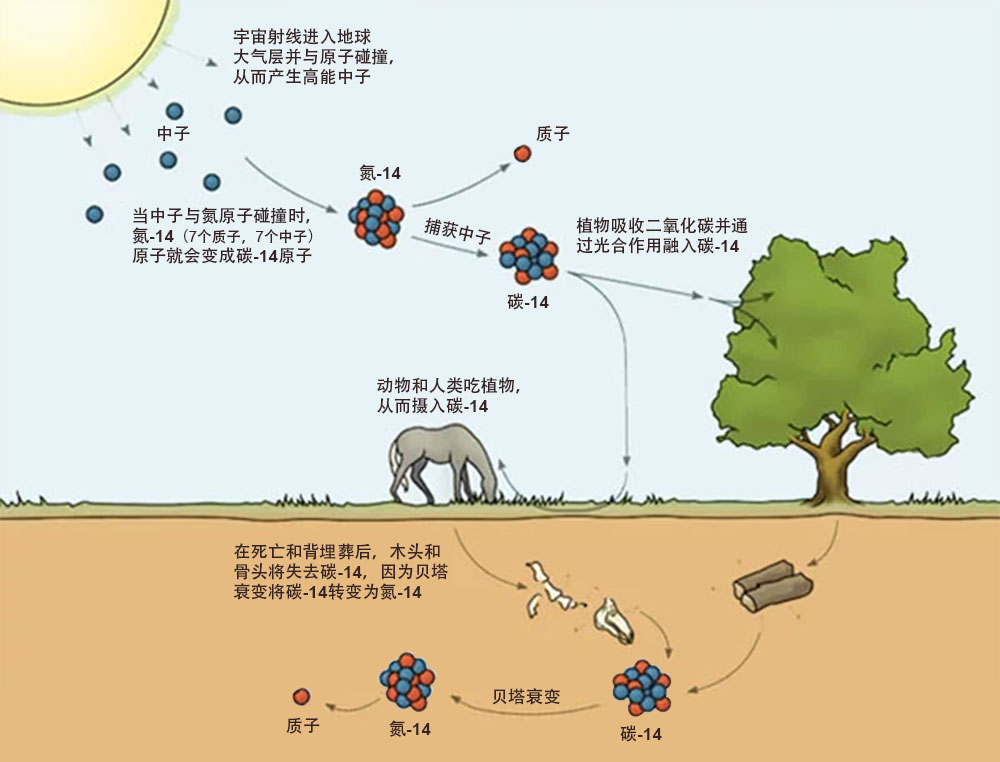 宇宙射线进入地球
大气层并与原子碰撞，
从而产生高能中子
中子
质子
氮-14
当中子与氮原子碰撞时，
氮-14（7个质子，7个中子）
原子就会变成碳-14原子
捕获中子
碳-14
植物吸收二氧化碳并通
过光合作用融入碳-14
动物和人类吃植物，
从而摄入碳-14
在死亡和背埋葬后，木头和
骨头将失去碳-14，因为贝塔
衰变将碳-14转变为氮-14
质子
氮-14
贝塔衰变
碳-14